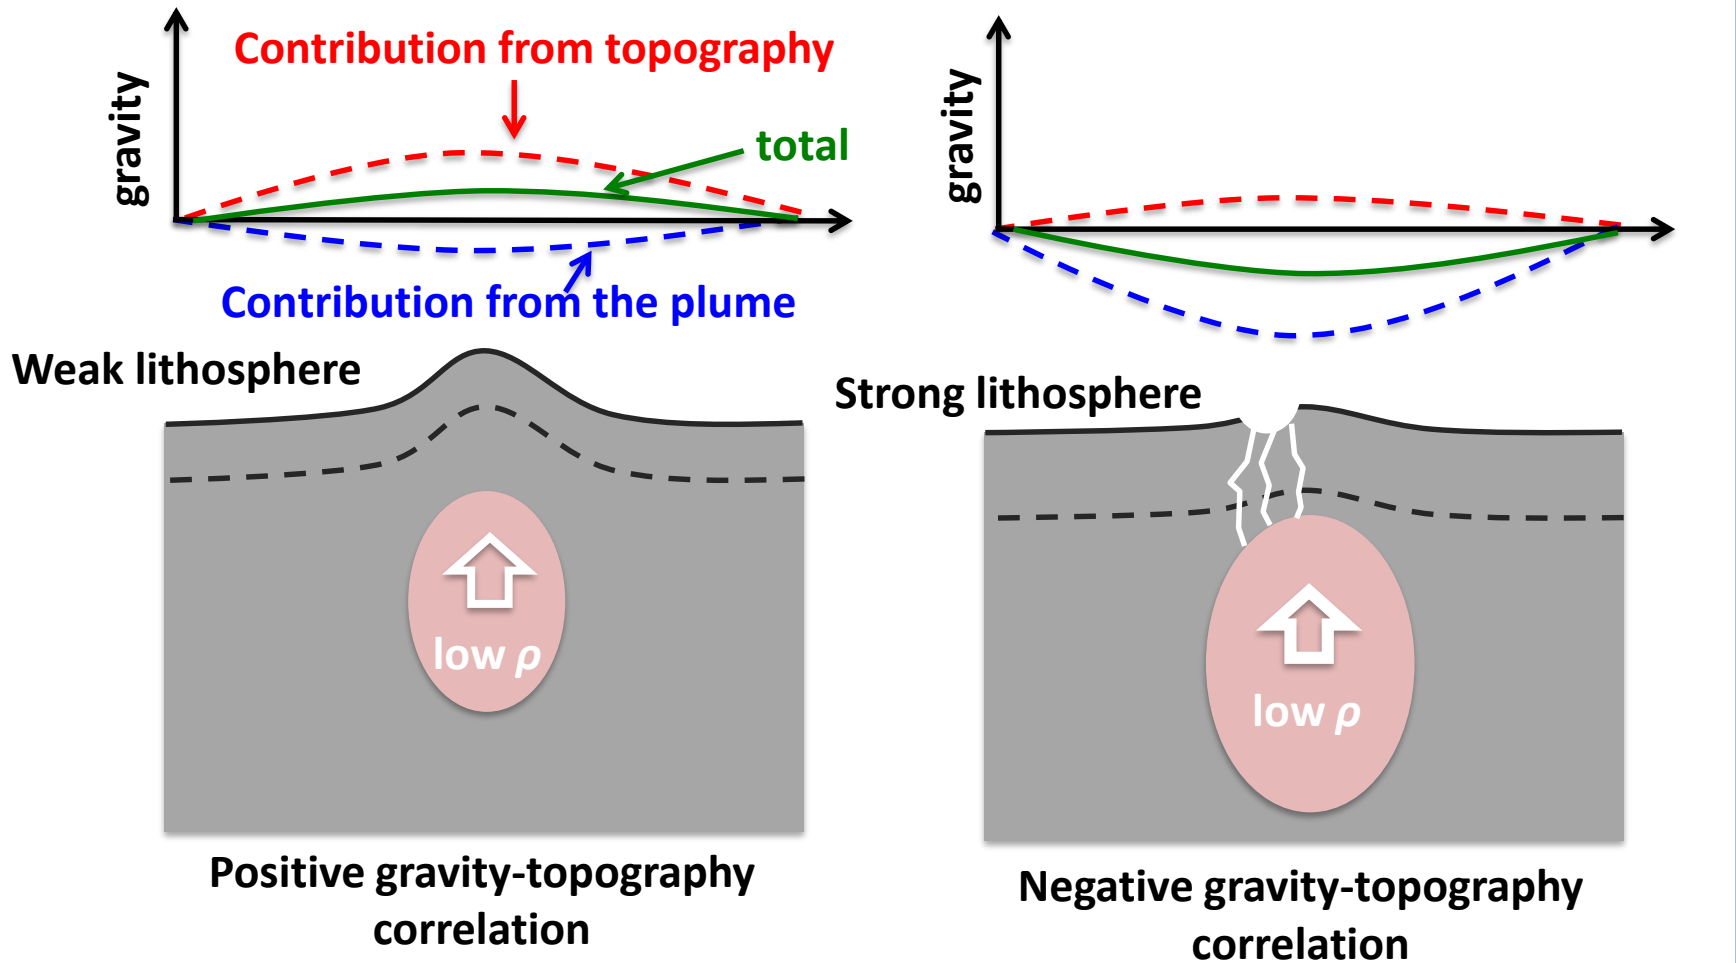 gravity
Contribution from topography
total
Contribution from the plume
Weak lithosphere
low ρ
Positive gravity-topography
correlation
gravity
Strong lithosphere
low ρ
Negative gravity-topography
correlation